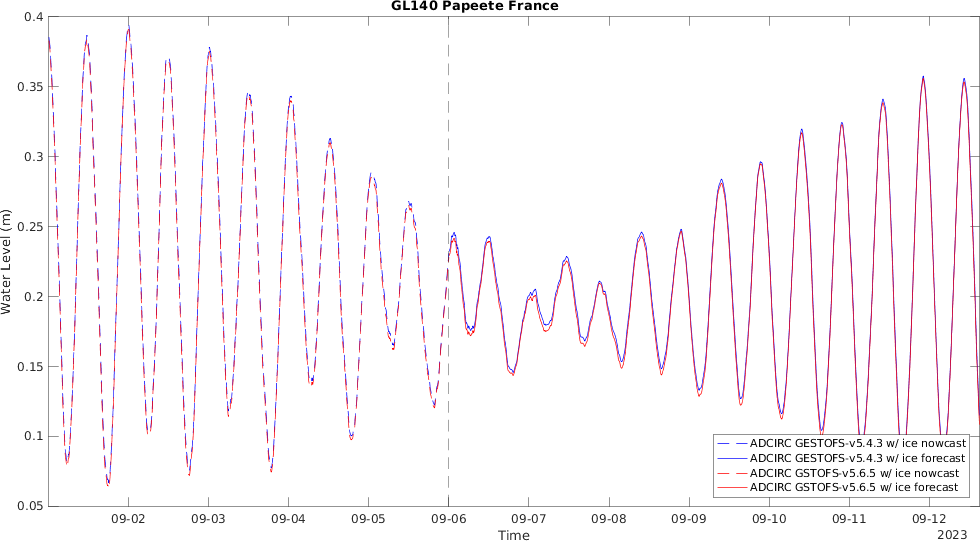 GL140 Papeete France
0.4
0.35
0.3
0.25
0.2
0.15
0.1
0.05
Water Level (m)
ADCIRC GESTOFS-v5.4.3 w/ ice nowcast
ADCIRC GESTOFS-v5.4.3 w/ ice forecast
ADCIRC GSTOFS-v5.6.5 w/ ice nowcast
ADCIRC GSTOFS-v5.6.5 w/ ice forecast
09-02 09-03 09-04 09-05 09-06 09-07 09-08 09-09 09-10 09-11 09-12
Time
2023